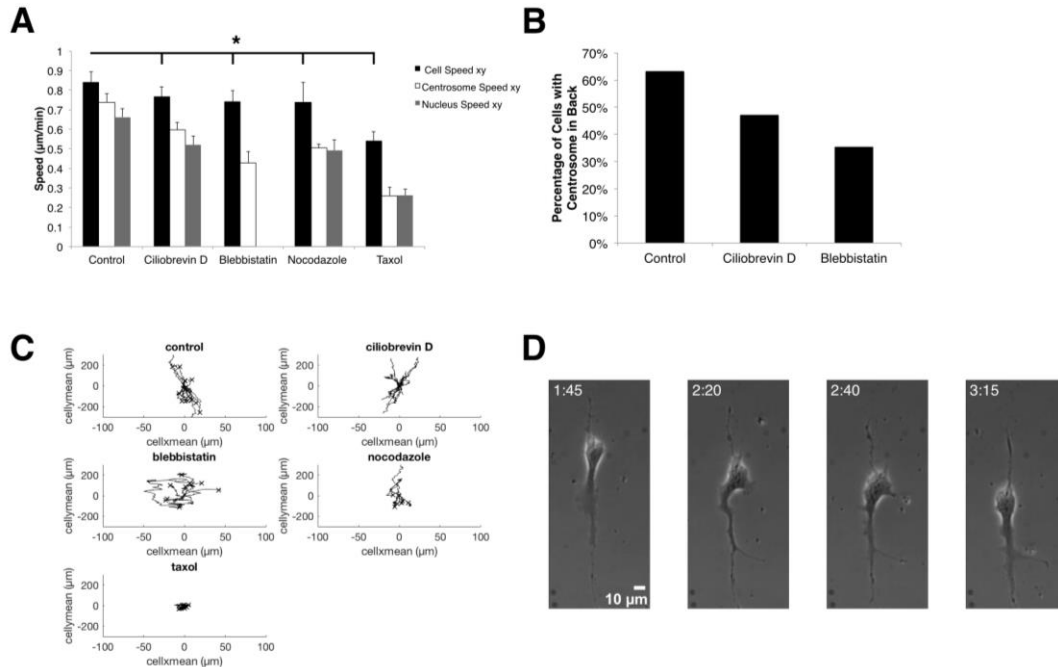 A
*
1
0.9
0.8
0.7
0.6
0.5
0.4
0.3
0.2
0.1
0
Speed (µm/min)
Control Ciliobrevin D Blebbistatin Nocodazole Taxol
Cell Speed xy
Centrosome Speed xy
Nucleus Speed xy
B
70%
60%
50%
40%
30%
20%
10%
0%
Percentage of Cells with
Centrosome in Back
Control Ciliobrevin D Blebbistatin
C
control
cellymean (µm)
200
0
-200
-100 -50 0 50 100
cellxmean (µm)
ciliobrevin D
cellymean (µm)
200
0
-200
-100 -50 0 50 100
cellxmean (µm)
blebbistatin
cellymean (µm)
200
0
-200
-100 -50 0 50 100
cellxmean (µm)
nocodazole
cellymean (µm)
200
0
-200
-100 -50 0 50 100
cellxmean (µm)
taxol
cellymean (µm)
200
0
-200
-100 -50 0 50 100
cellxmean (µm)
D
1:45
2:20
2:40
3:15
10 µm